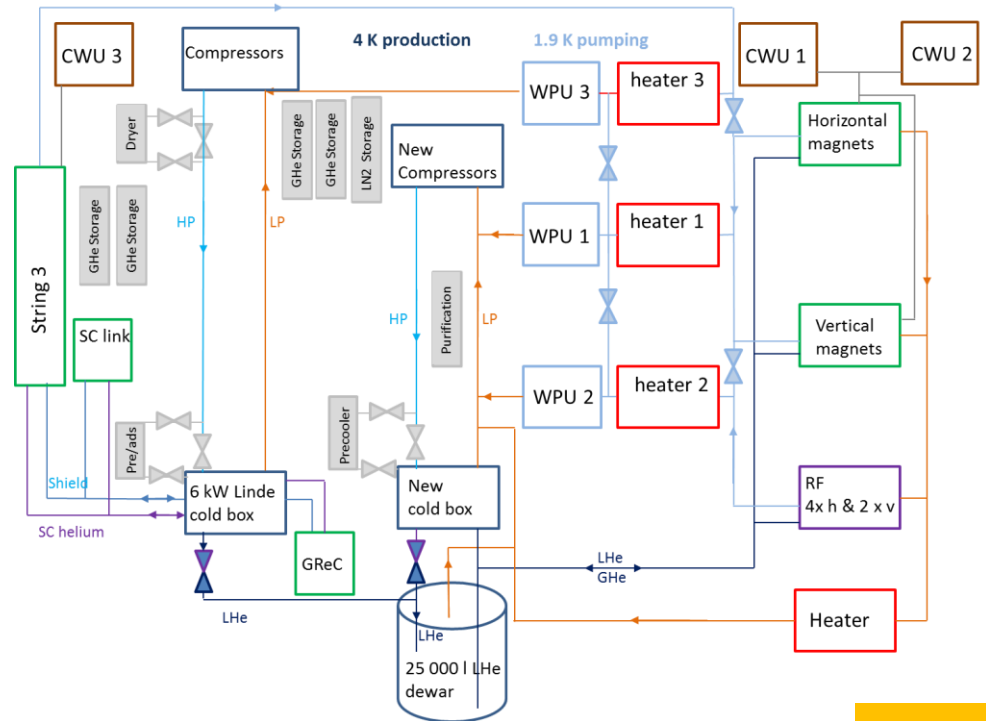 4 K production
1.9 K pumping
CWU 3
Compressors
WPU 3
heater 3
CWU 1
CWU 2
Dryer
GHe Storage
GHe Storage
LN2 Storage
New
Compressors
Horizontal
magnets
GHe Storage
GHe Storage
HP
LP
String 3
WPU 1
heater 1
SC link
HP
Purification
LP
Vertical
magnets
WPU 2
heater 2
Pre/ads
Precooler
Shield
6 kW Linde
cold box
New
cold box
RF
4x h & 2 x v
SC helium
GReC
LHe
GHe
LHe
LHe
Heater
25 000 l LHe
dewar